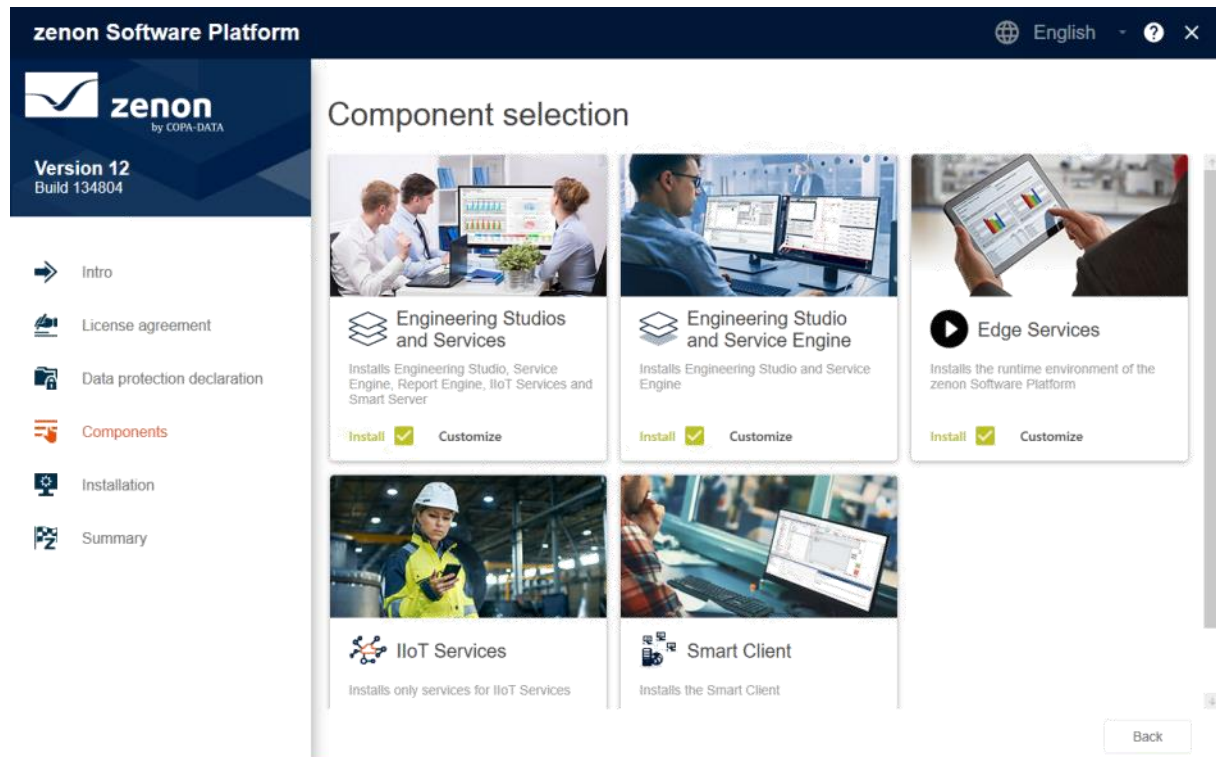 zenon Software Platform
English
zenon
by COPA-DATA
Version 12
Build 134804
Intro
License agreement
Data protection declaration
Components
Installation
Summary
Component selection
Engineering Studios
and Services
Installs Engineering Studio, Service
Engine, Report Engine, IIoT Services and
Smart Server
Install Customize
Engineering Studio
and Service Engine
Installs Engineering Studio and Service
Engine
Install Customize
Edge Services
Installs the runtime environment of the
zenon Software Platform
Install Customize
IIoT Services
Installs only services for IIoT Services
Smart Client
Installs the Smart Client
Back